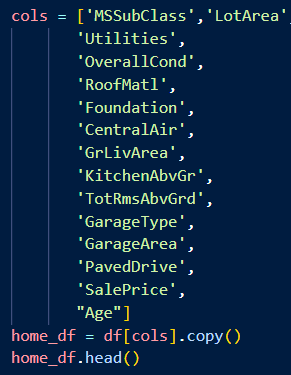 cols = ['MSSubClass','LotArea',
'Utilities',
'OverallCond',
'RoofMatl',
'Foundation',
'CentralAir',
'GrLivArea',
'KitchenAbvGr',
'TotRmsAbvGrd',
'GarageType',
'GarageArea',
'PavedDrive',
'SalePrice',
"Age"]
home_df = df[cols].copy()
home_df.head()